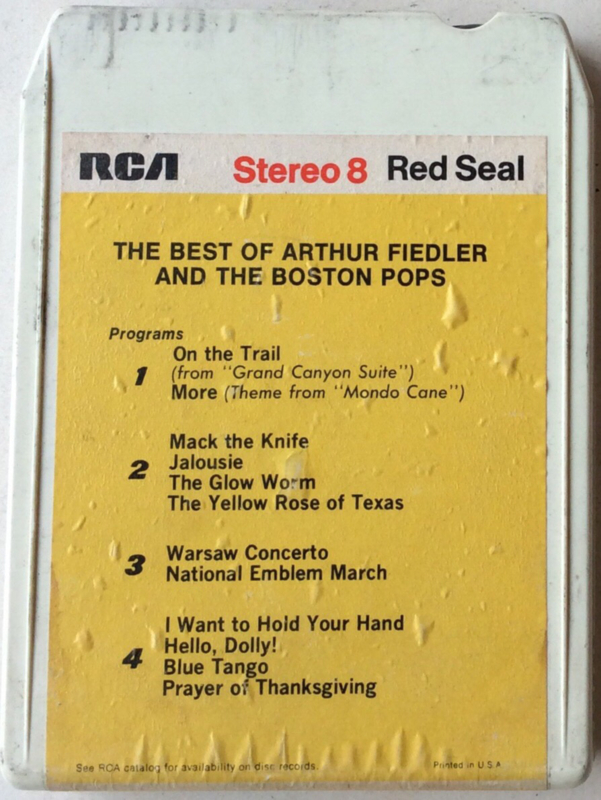 RCA Stereo 8 Red Seal
THE BEST OF ARTHUR FIEDLER
AND THE BOSTON POPS
Programs
1 On the Trail
(from "Grand Canyon Suite")
More (Theme from "Mondo Cane")
2 Mack the Knife
Jalousie
The Glow Worm
The Yellow Rose of Texas
3 Warsaw Concerto
National Emblem March
4 I Want to Hold Your Hand
Hello, Dolly!
Blue Tango
Prayer of Thanksgiving
See RCA catalog for availability on disc records. Printed in U.S.A.